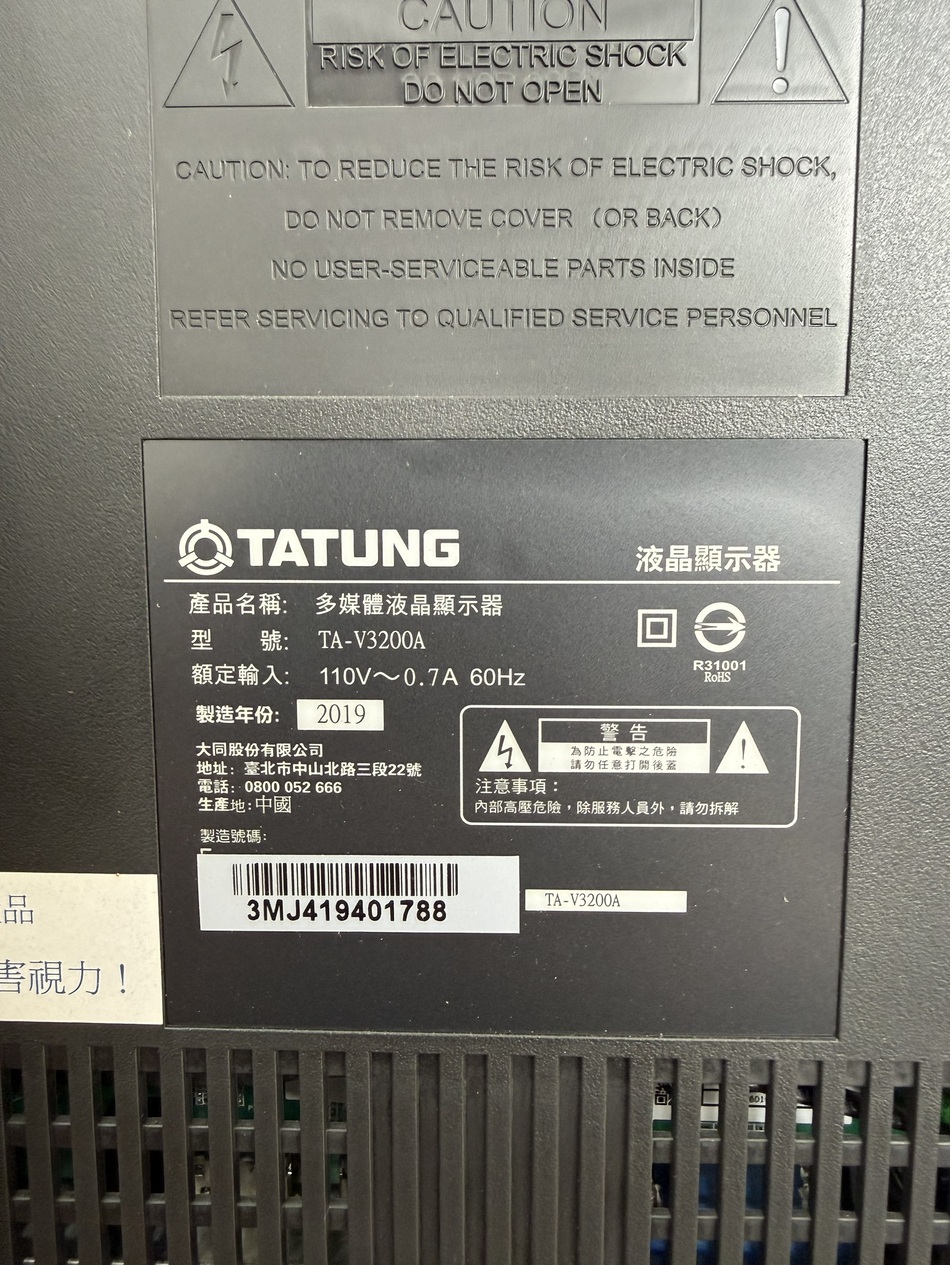 CAUTION
RISK OF ELECTRIC SHOCK
DO NOT OPEN
CAUTION: TO REDUCE THE RISK OF ELECTRIC SHOCK,
DO NOT REMOVE COVER （OR BACK）
NO USER-SERVICEABLE PARTS INSIDE
REFER SERVICING TO QUALIFIED SERVICE PERSONNEL
TATUNG 液晶顯示器
產品名稱: 多媒體液晶顯示器
型 號: TA-V3200A
額定輸入: 110V～0.7A 60Hz
R31001
RoHS
製造年份: 2019
大同股份有限公司
地址: 臺北市中山北路三段22號
電話: 0800 052 666
生產地:中國
警告
為防止電擊之危險
請勿任意打開後蓋
注意事項：
內部高壓危險，除服務人員外，請勿拆解
製造號碼:
3MJ419401788
TA-V3200A
品
害視力！